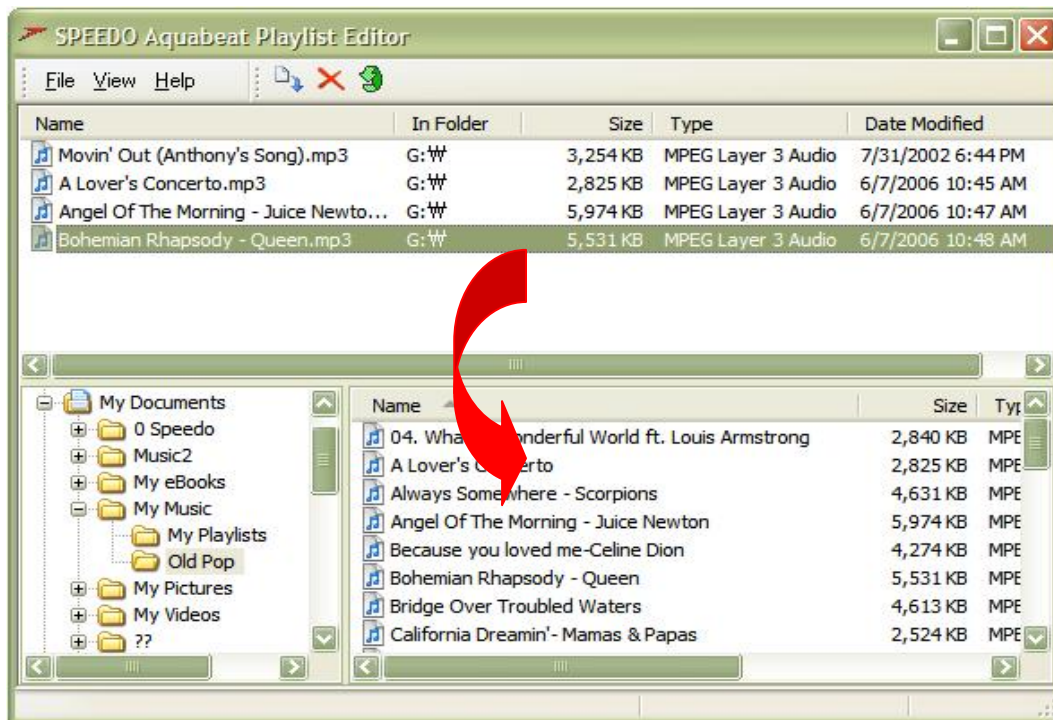 SPEEDO Aquabeat Playlist Editor
File View Help
Name In Folder Size Type Date Modified
Movin' Out (Anthony's Song).mp3 G:₩ 3,254 KB MPEG Layer 3 Audio 7/31/2002 6:44 PM
A Lover's Concerto.mp3 G:₩ 2,825 KB MPEG Layer 3 Audio 6/7/2006 10:45 AM
Angel Of The Morning - Juice Newto... G:₩ 5,974 KB MPEG Layer 3 Audio 6/7/2006 10:47 AM
Bohemian Rhapsody - Queen.mp3 G:₩ 5,531 KB MPEG Layer 3 Audio 6/7/2006 10:48 AM
My Documents
0 Speedo
Music2
My eBooks
My Music
My Playlists
Old Pop
My Pictures
My Videos
??
Name Size
04. World ft. Louis Armstrong 2,840 KB MPE
A Lover's 2,825 KB MPE
Always Somewhere - Scorpions 4,631 KB MPE
Angel Of The Morning - Juice Newton 5,974 KB MPE
Because you loved me-Celine Dion 4,274 KB MPE
Bohemian Rhapsody - Queen 5,531 KB MPE
Bridge Over Troubled Waters 4,613 KB MPE
California Dreamin'- Mamas & Papas 2,524 KB MPE